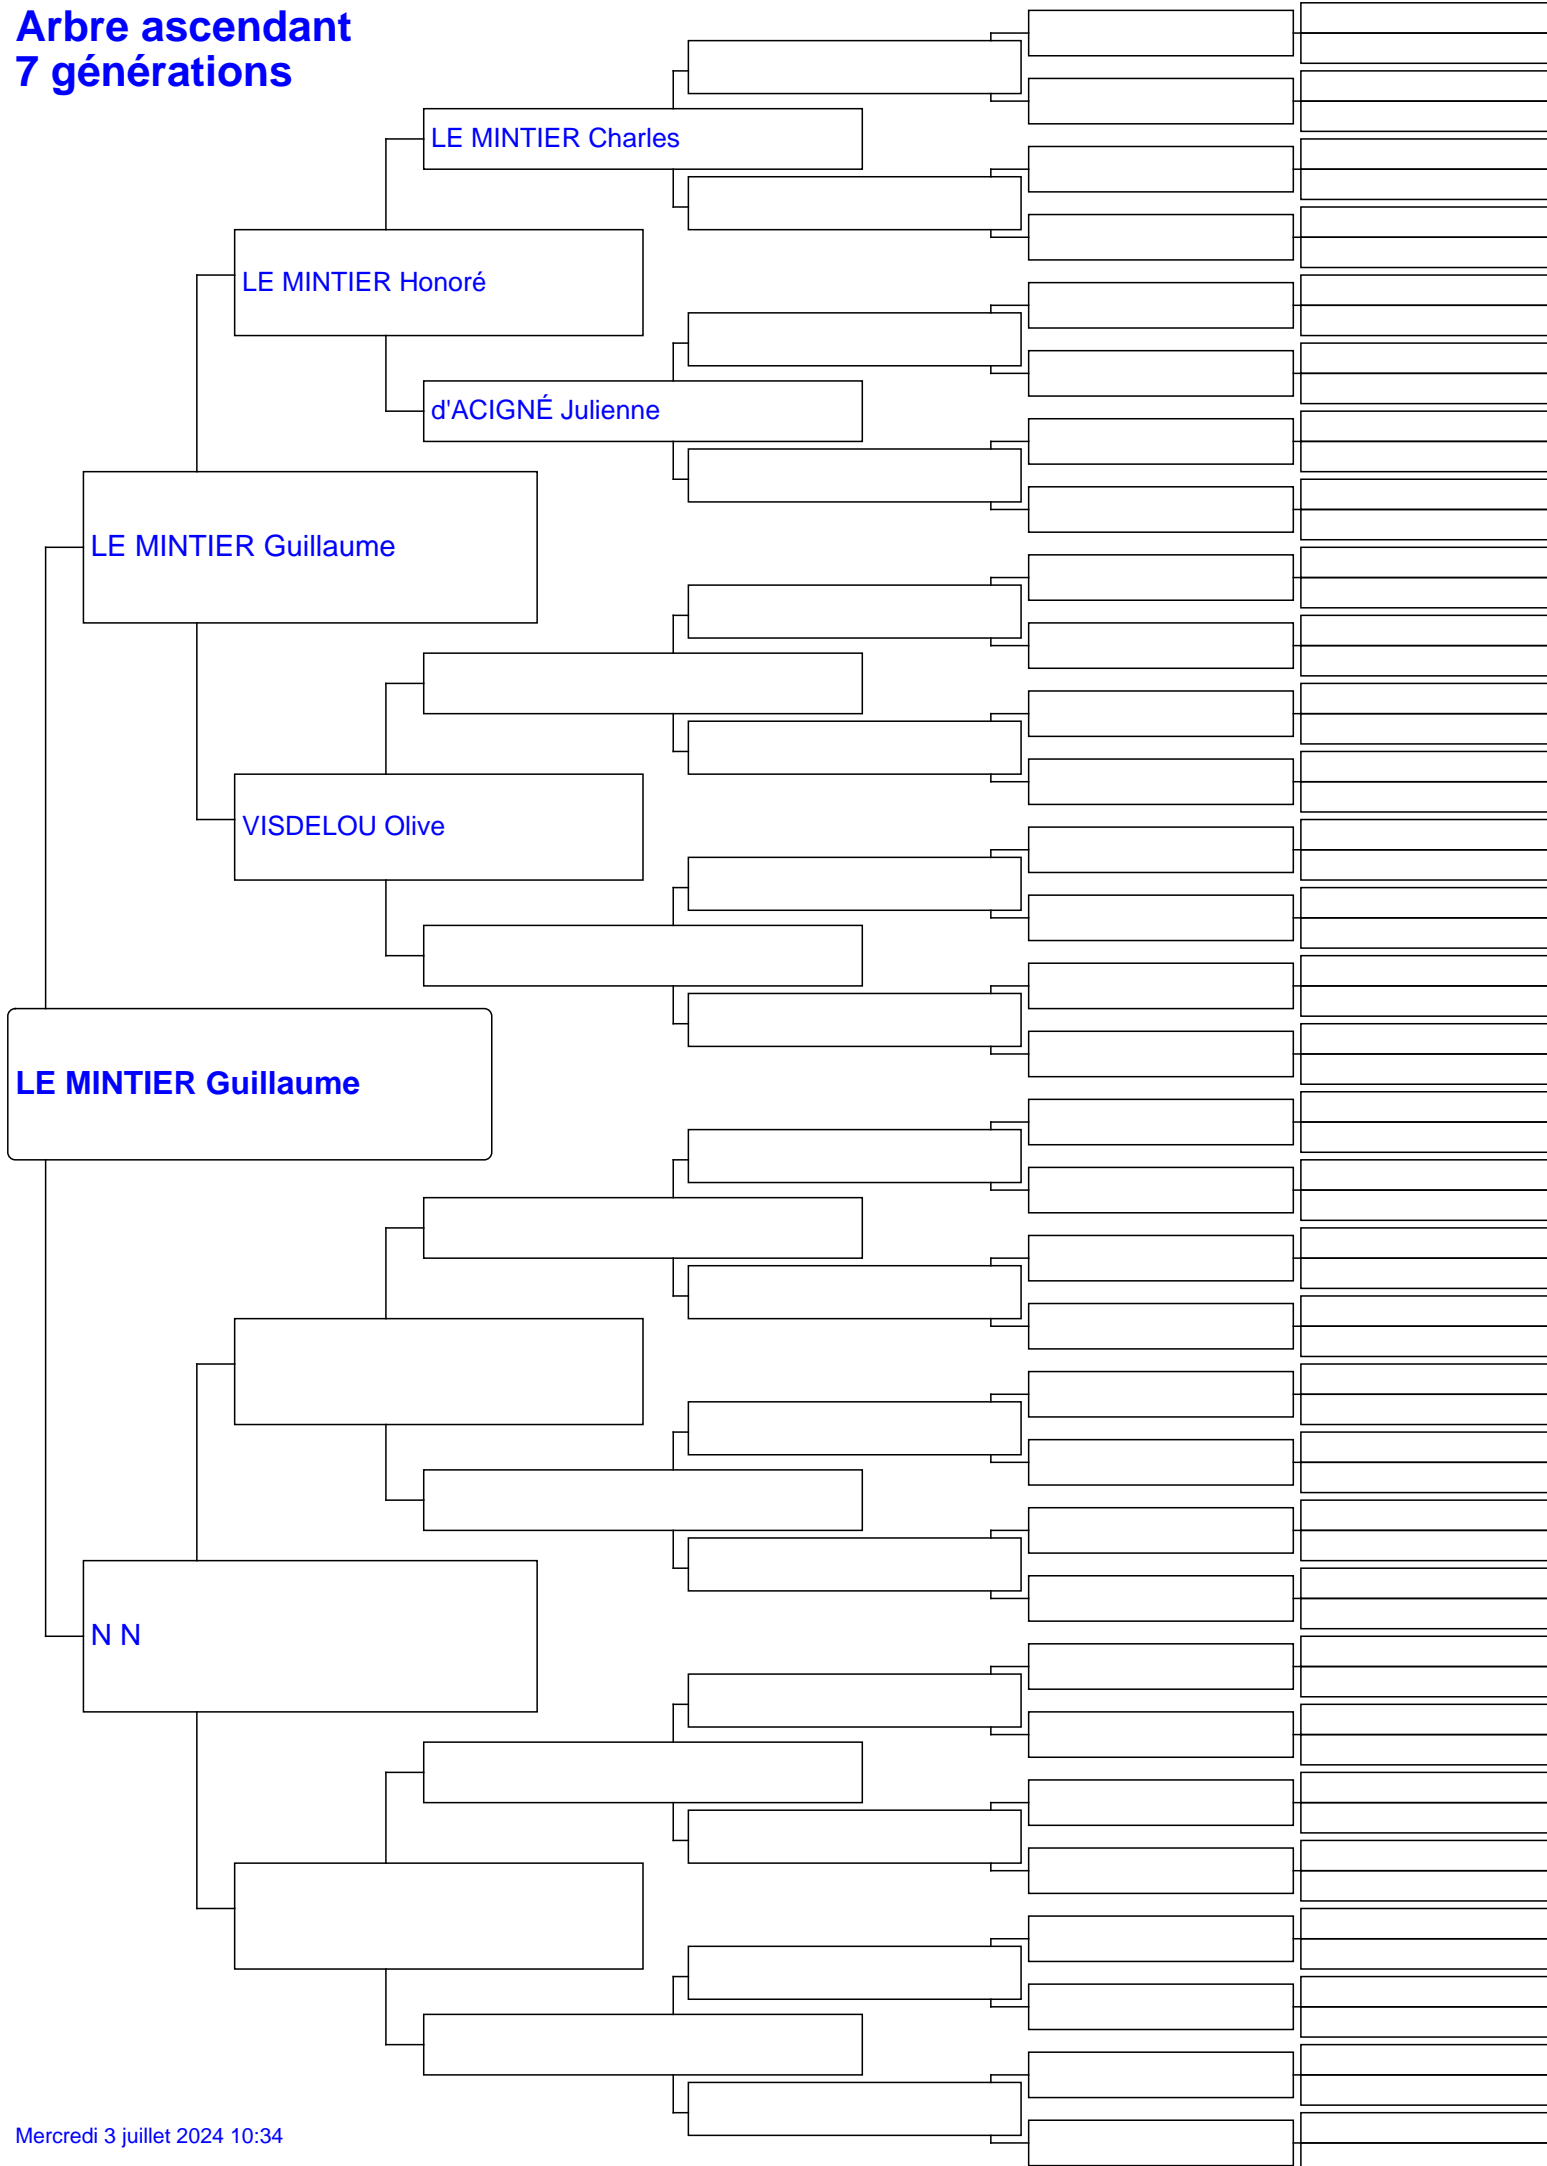 Arbre ascendant
7 générations
LE MINTIER Charles
LE MINTIER Honoré
d'ACIGNÉ Julienne
LE MINTIER Guillaume
VISDELOU Olive
LE MINTIER Guillaume
N N
Mercredi 3 juillet 2024 10:34